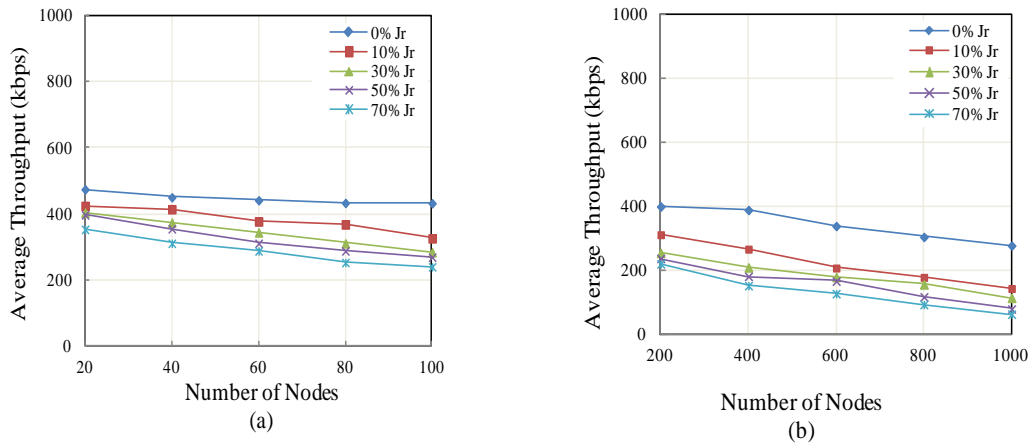 1000
800
600
400
200
0
Average Throughput (kbps)
0% Jr
10% Jr
30% Jr
50% Jr
70% Jr
20 40 60 80 100
Number of Nodes
(a)
1000
800
600
400
200
0
Average Throughput (kbps)
0% Jr
10% Jr
30% Jr
50% Jr
70% Jr
200 400 600 800 1000
Number of Nodes
(b)